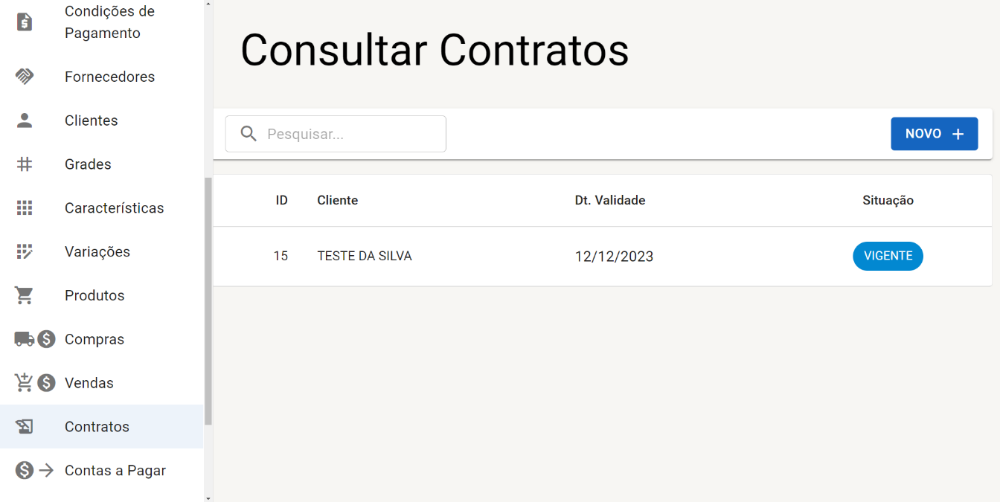 Condições de
Pagamento
Fornecedores
Clientes
Grades
Características
Variações
Produtos
Compras
Vendas
Contratos
Contas a Pagar
Consultar Contratos
Pesquisar...
NOVO +
ID Cliente Dt. Validade Situação
15 TESTE DA SILVA 12/12/2023 VIGENTE